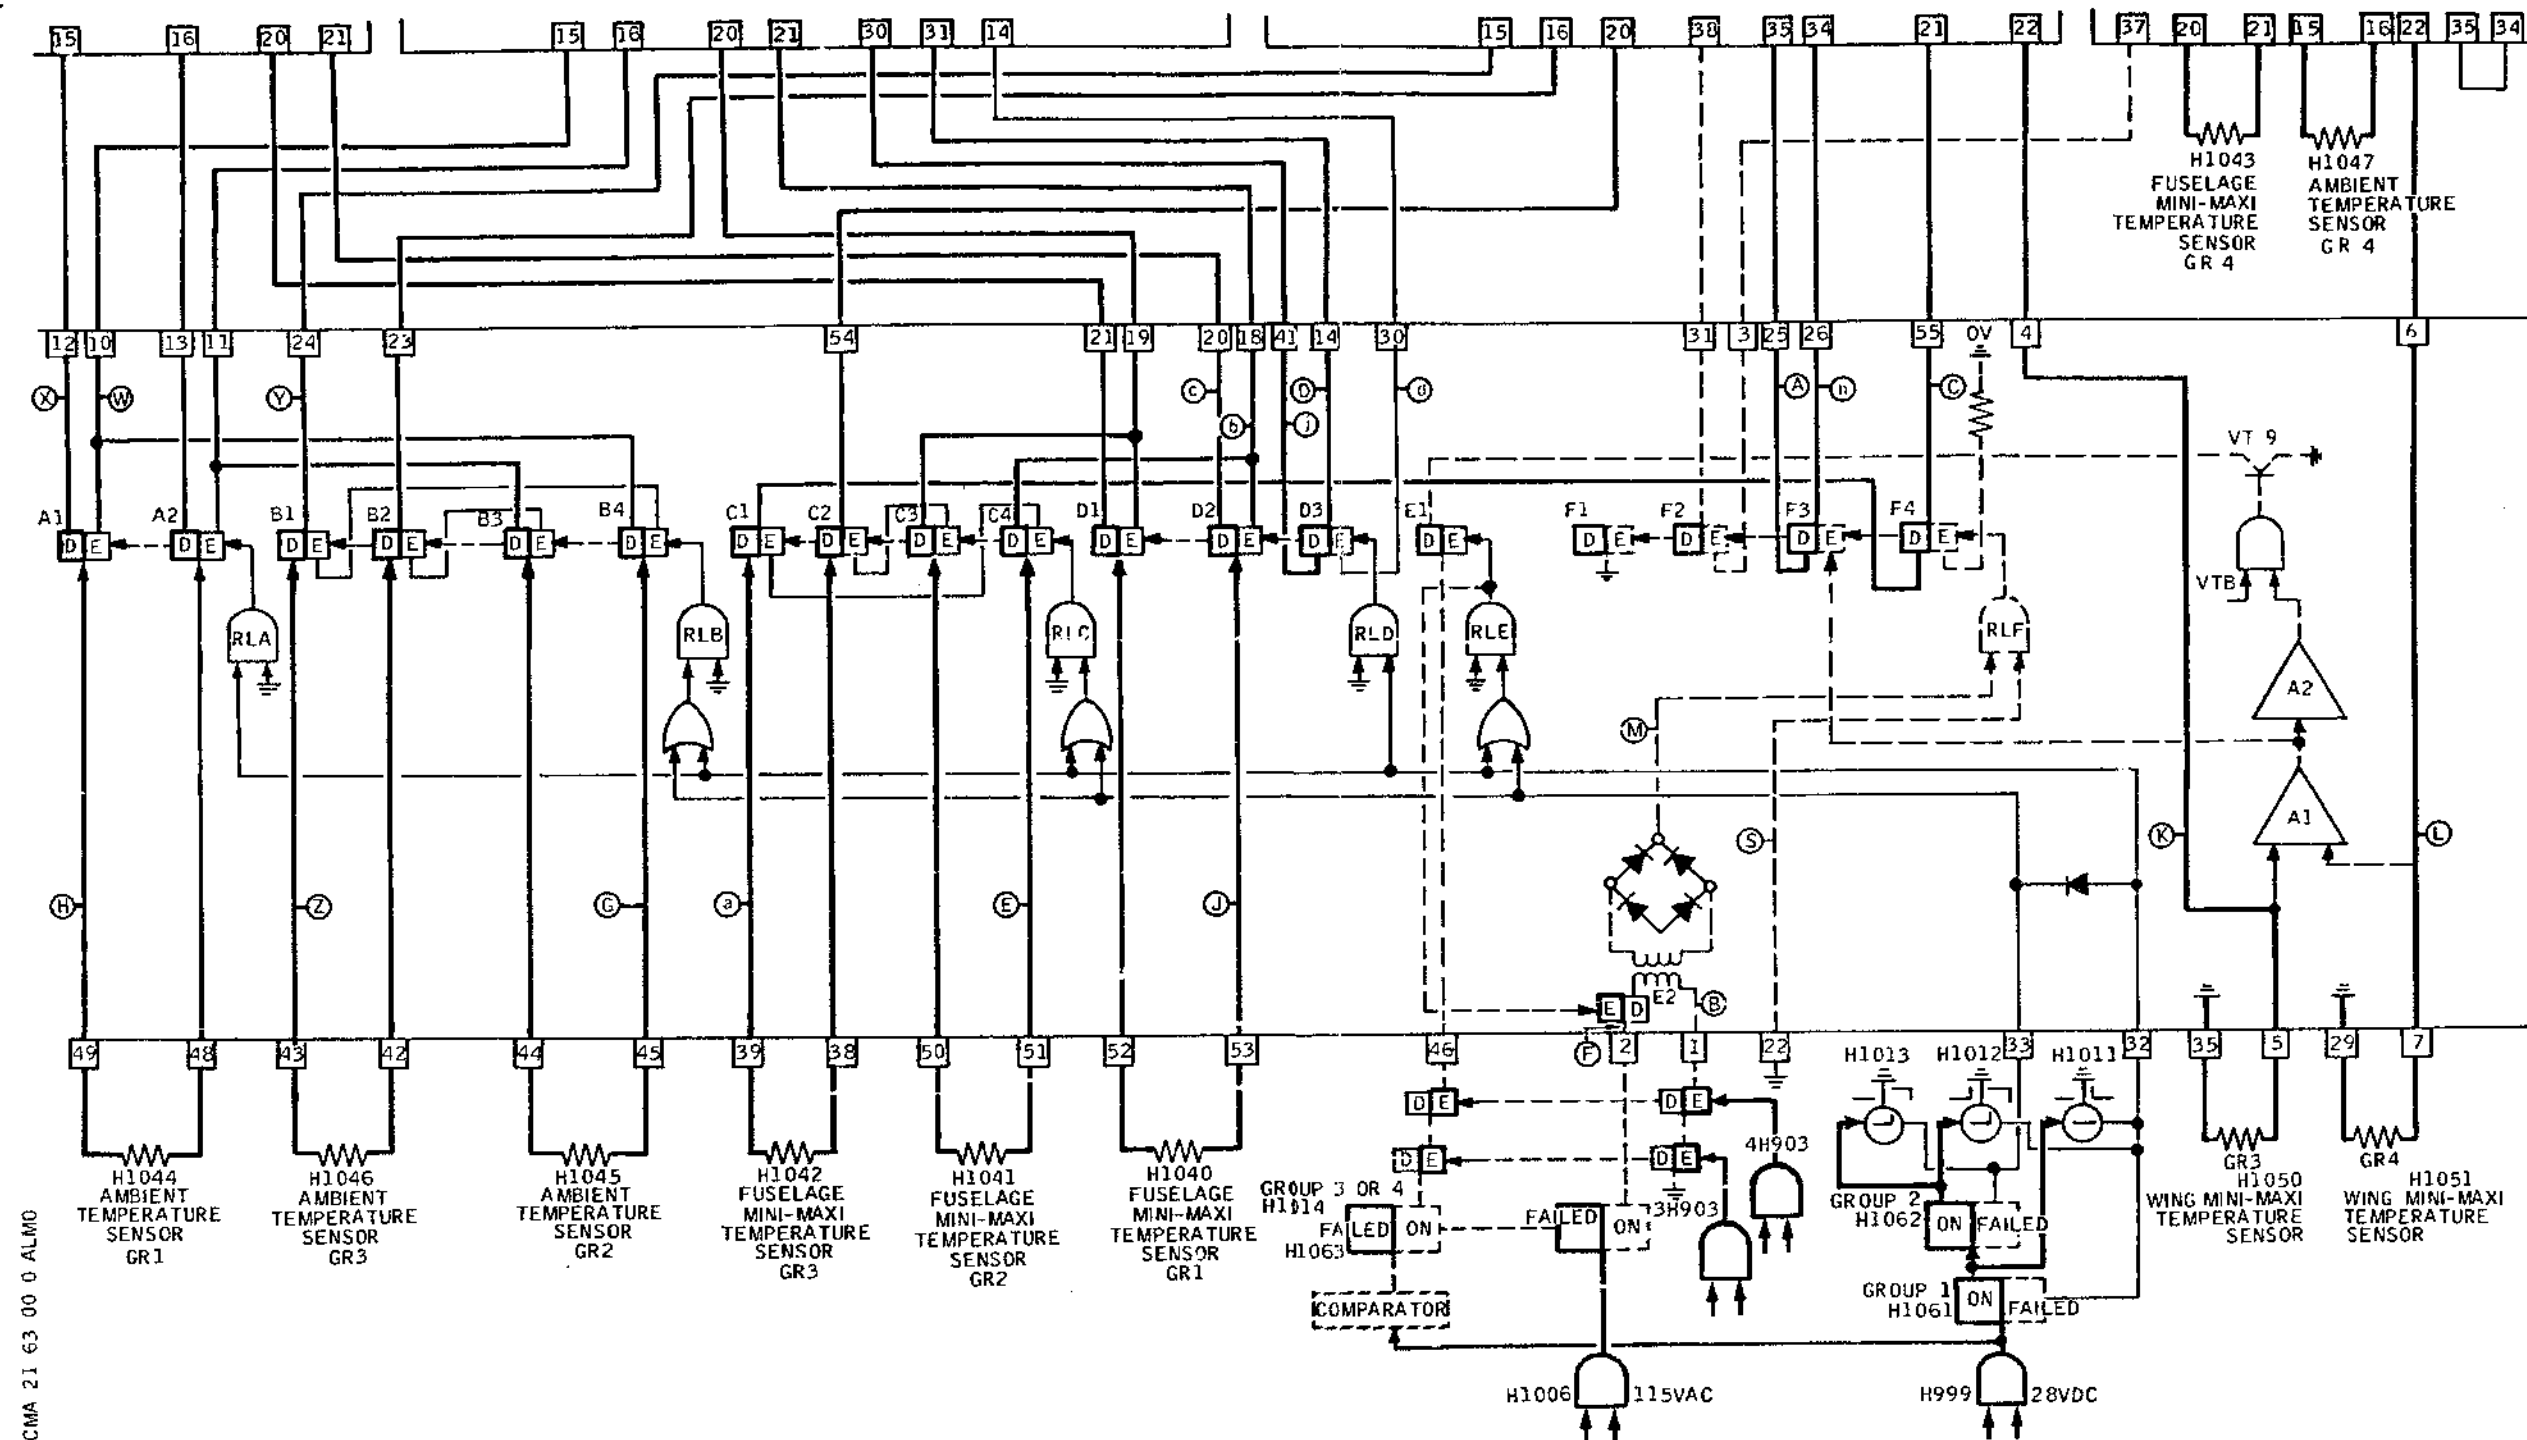 15 16 20 21 15 16 20 21 30 31 14 15 16 20 38 35 34 21 22 37 20 21 15 16 22 35 34
H1043
FUSELAGE
MINI-MAXI
TEMPERATURE
SENSOR
GR 4
H1047
AMBIENT
TEMPERATURE
SENSOR
GR 4
12 10 13 11 24 23 54 21 19 20 18 41 14 30 31 3 25 26 55 0V 4 6
X W Y c b j D A n C
VT 9
A1 A2 B1 B2 B3 B4 C1 C2 C3 C4 D1 D2 D3 E1 F1 F2 F3 F4
D E D E D E D E D E D E D E D E D E D E D E D E D E D E D E D E D E D E
VTB
RLA RLB RLC RLD RLE RLF
A2
M
A1
S K L
H Z G a E J
E2
E D
B
F
49 48 43 42 44 45 39 38 50 51 52 53 46 2 1 22 33 32 35 5 29 7
H1013 H1012 H1011
D E D E
D E D E
4H903
3H903
H1044
AMBIENT
TEMPERATURE
SENSOR
GR1
H1046
AMBIENT
TEMPERATURE
SENSOR
GR3
H1045
AMBIENT
TEMPERATURE
SENSOR
GR2
H1042
FUSELAGE
MINI-MAXI
TEMPERATURE
SENSOR
GR3
H1041
FUSELAGE
MINI-MAXI
TEMPERATURE
SENSOR
GR2
H1040
FUSELAGE
MINI-MAXI
TEMPERATURE
SENSOR
GR1
GROUP 3 OR 4
H1014
FAILED ON
H1063
FAILED ON
COMPARATOR
GROUP 2
H1062
ON FAILED
GROUP 1
H1061
ON FAILED
GR3
H1050
WING MINI-MAXI
TEMPERATURE
SENSOR
GR4
H1051
WING MINI-MAXI
TEMPERATURE
SENSOR
H1006 115VAC
H999 28VDC
CMA 21 63 00 0 ALM0